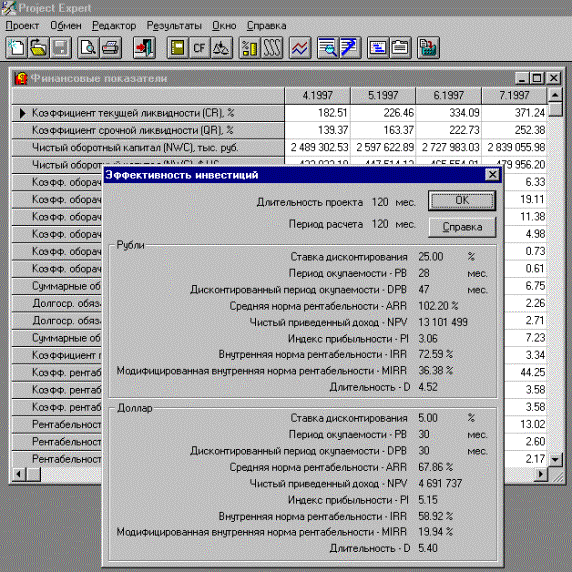 Project Expert
Проект Обмен Редактор Результаты Окно Справка
CF
Финансовые показатели
4.1997 5.1997 6.1997 7.1997
Коэффициент текущей ликвидности (CR), % 182.51 226.46 334.09 371.24
Коэффициент срочной ликвидности (QR), % 139.37 163.37 222.73 252.38
Чистый оборотный капитал (NWC), тыс. руб. 2 489 302.53 2 597 622.89 2 727 983.03 2 839 055.98
Чистый оборотный капитал (NWC), $ US 479 956.20
Коэфф. оборач 6.33
Коэфф. оборач 19.11
Коэфф. оборач 11.38
Коэфф. оборач 4.98
Коэфф. оборач 0.73
Коэфф. оборач 0.61
Суммарные об 6.75
Долгоср. обяз 2.26
Долгоср. обяз 2.71
Суммарные об 7.23
Коэффициент п 3.34
Коэфф. рентаб 44.25
Коэфф. рентаб 3.58
Коэфф. рентаб 3.58
Рентабельност 13.02
Рентабельност 2.60
Рентабельност 2.17
Эффективность инвестиций
Длительность проекта 120 мес. OK
Период расчета 120 мес. Справка
Рубли
Ставка дисконтирования 25.00 %
Период окупаемости - PB 28 мес.
Дисконтированный период окупаемости - DPB 47 мес.
Средняя норма рентабельности - ARR 102.20 %
Чистый приведенный доход - NPV 13 101 499
Индекс прибыльности - PI 3.06
Внутренняя норма рентабельности - IRR 72.59 %
Модифицированная внутренняя норма рентабельности - MIRR 36.38 %
Длительность - D 4.52
Доллар
Ставка дисконтирования 5.00 %
Период окупаемости - PB 30 мес.
Дисконтированный период окупаемости - DPB 30 мес.
Средняя норма рентабельности - ARR 67.86 %
Чистый приведенный доход - NPV 4 691 737
Индекс прибыльности - PI 5.15
Внутренняя норма рентабельности - IRR 58.92 %
Модифицированная внутренняя норма рентабельности - MIRR 19.94 %
Длительность - D 5.40